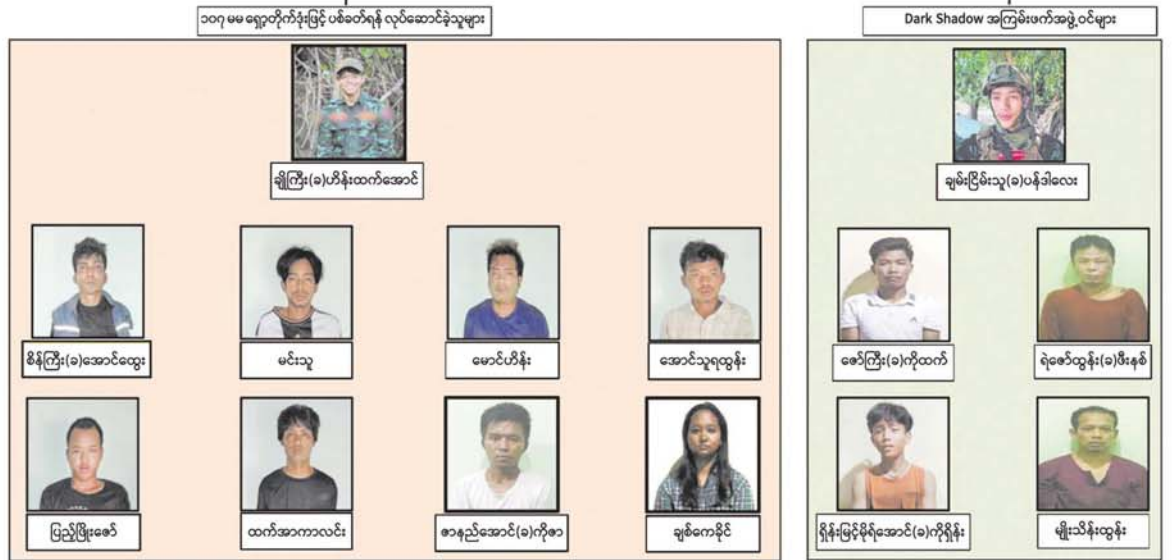 ၁၀၇ မမ ရှော့တိုက်ဒုံးဖြင့် ပစ်ခတ်ရန် လုပ်ဆောင်ခဲ့သူများ
ချိုကြီး(ခ)ဟိန်းထက်အောင်
စိန်ကြီး(ခ)အောင်ထွေး
မင်းသူ
မောင်ဟိန်း
အောင်သူရထွန်း
ပြည့်ဖြိုးဇော်
ထက်အာကာလင်း
ဇာနည်အောင်(ခ)ကိုဇာ
ချစ်ကေခိုင်
Dark Shadow အကြမ်းဖက်အဖွဲ့ဝင်များ
ချမ်းငြိမ်းသူ(ခ)ပန်ဒါလေး
ဇော်ကြီး(ခ)ကိုထက်
ရဲဇော်ထွန်း(ခ)ဖီးနစ်
ရှိန်းမြင့်မိုရ်အောင်(ခ)ကိုရှိန်း
မျိုးသိန်းထွန်း